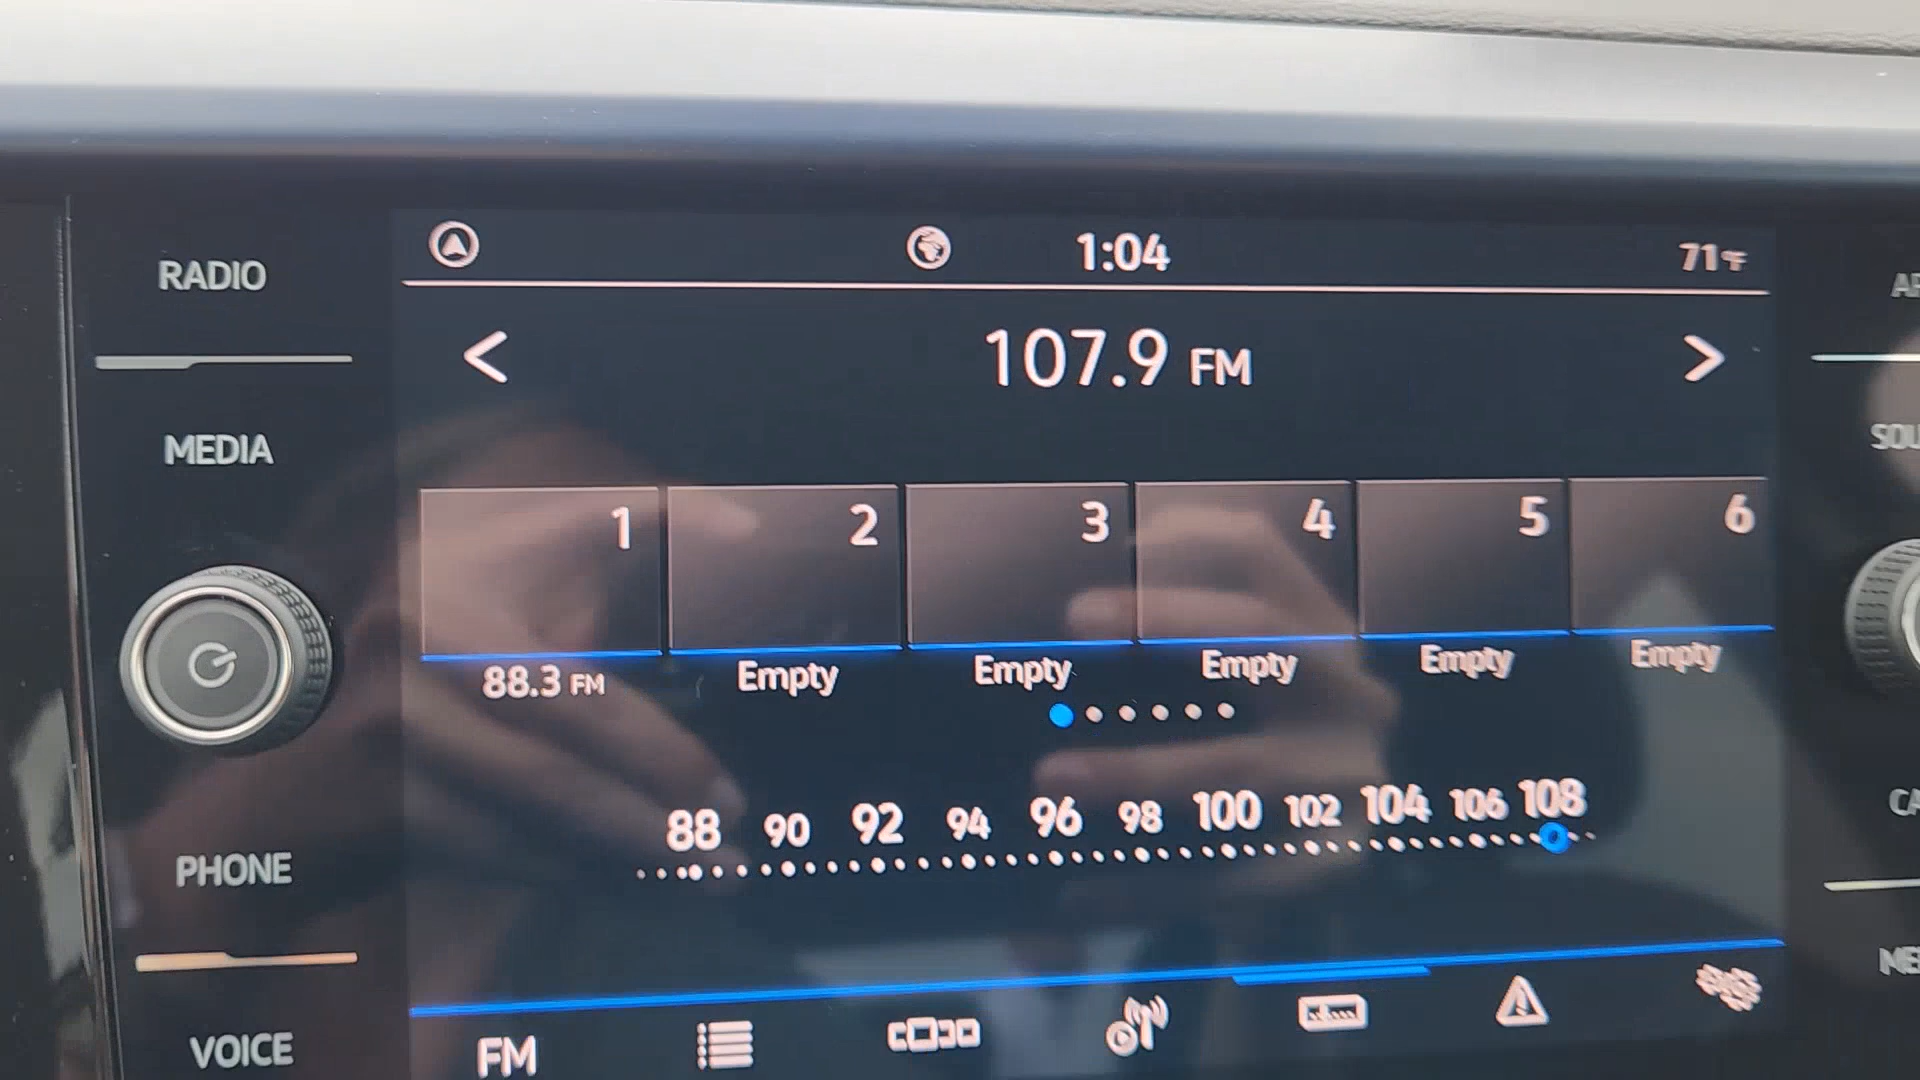 RADIO
MEDIA
PHONE
VOICE
1:04
71°F
107.9 FM
1 2 3 4 5 6
88.3 FM Empty Empty Empty Empty Empty
88 90 92 94 96 98 100 102 104 106 108
FM